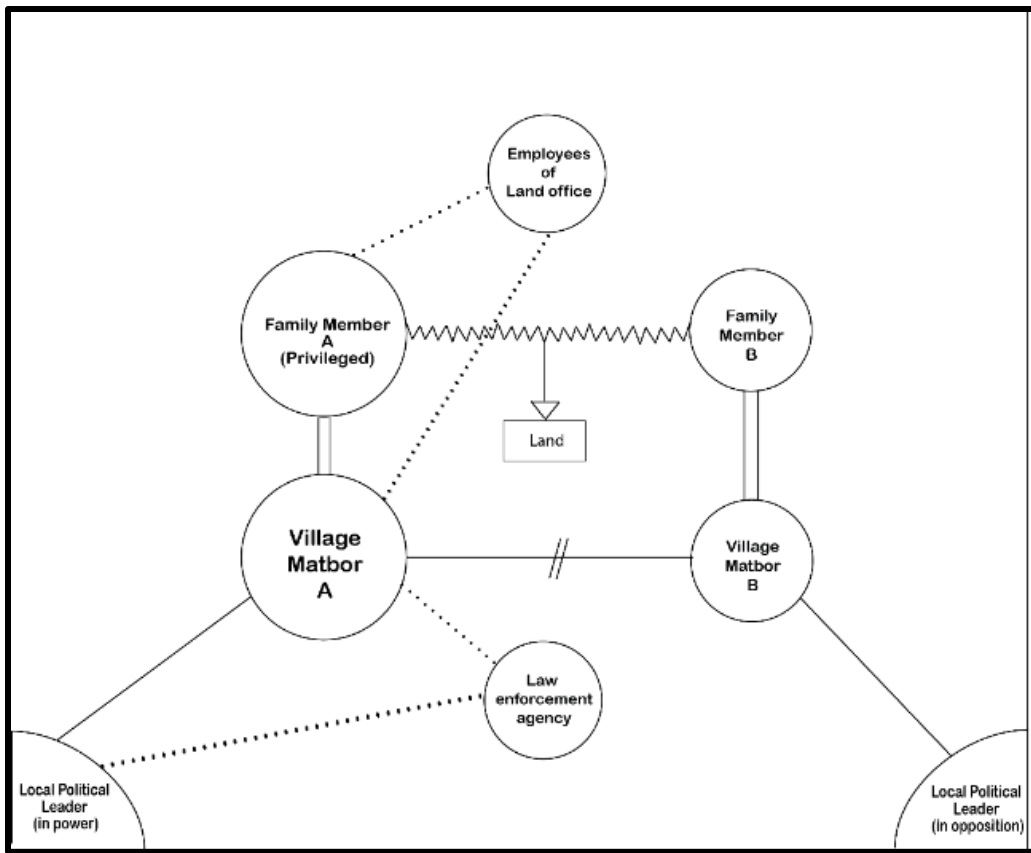 Employees
of
Land office
Family Member
A
(Privileged)
Family
Member
B
Land
Village
Matbor
A
Village
Matbor
B
Law
enforcement
agency
Local Political
Leader
(in power)
Local Political
Leader
(in opposition)